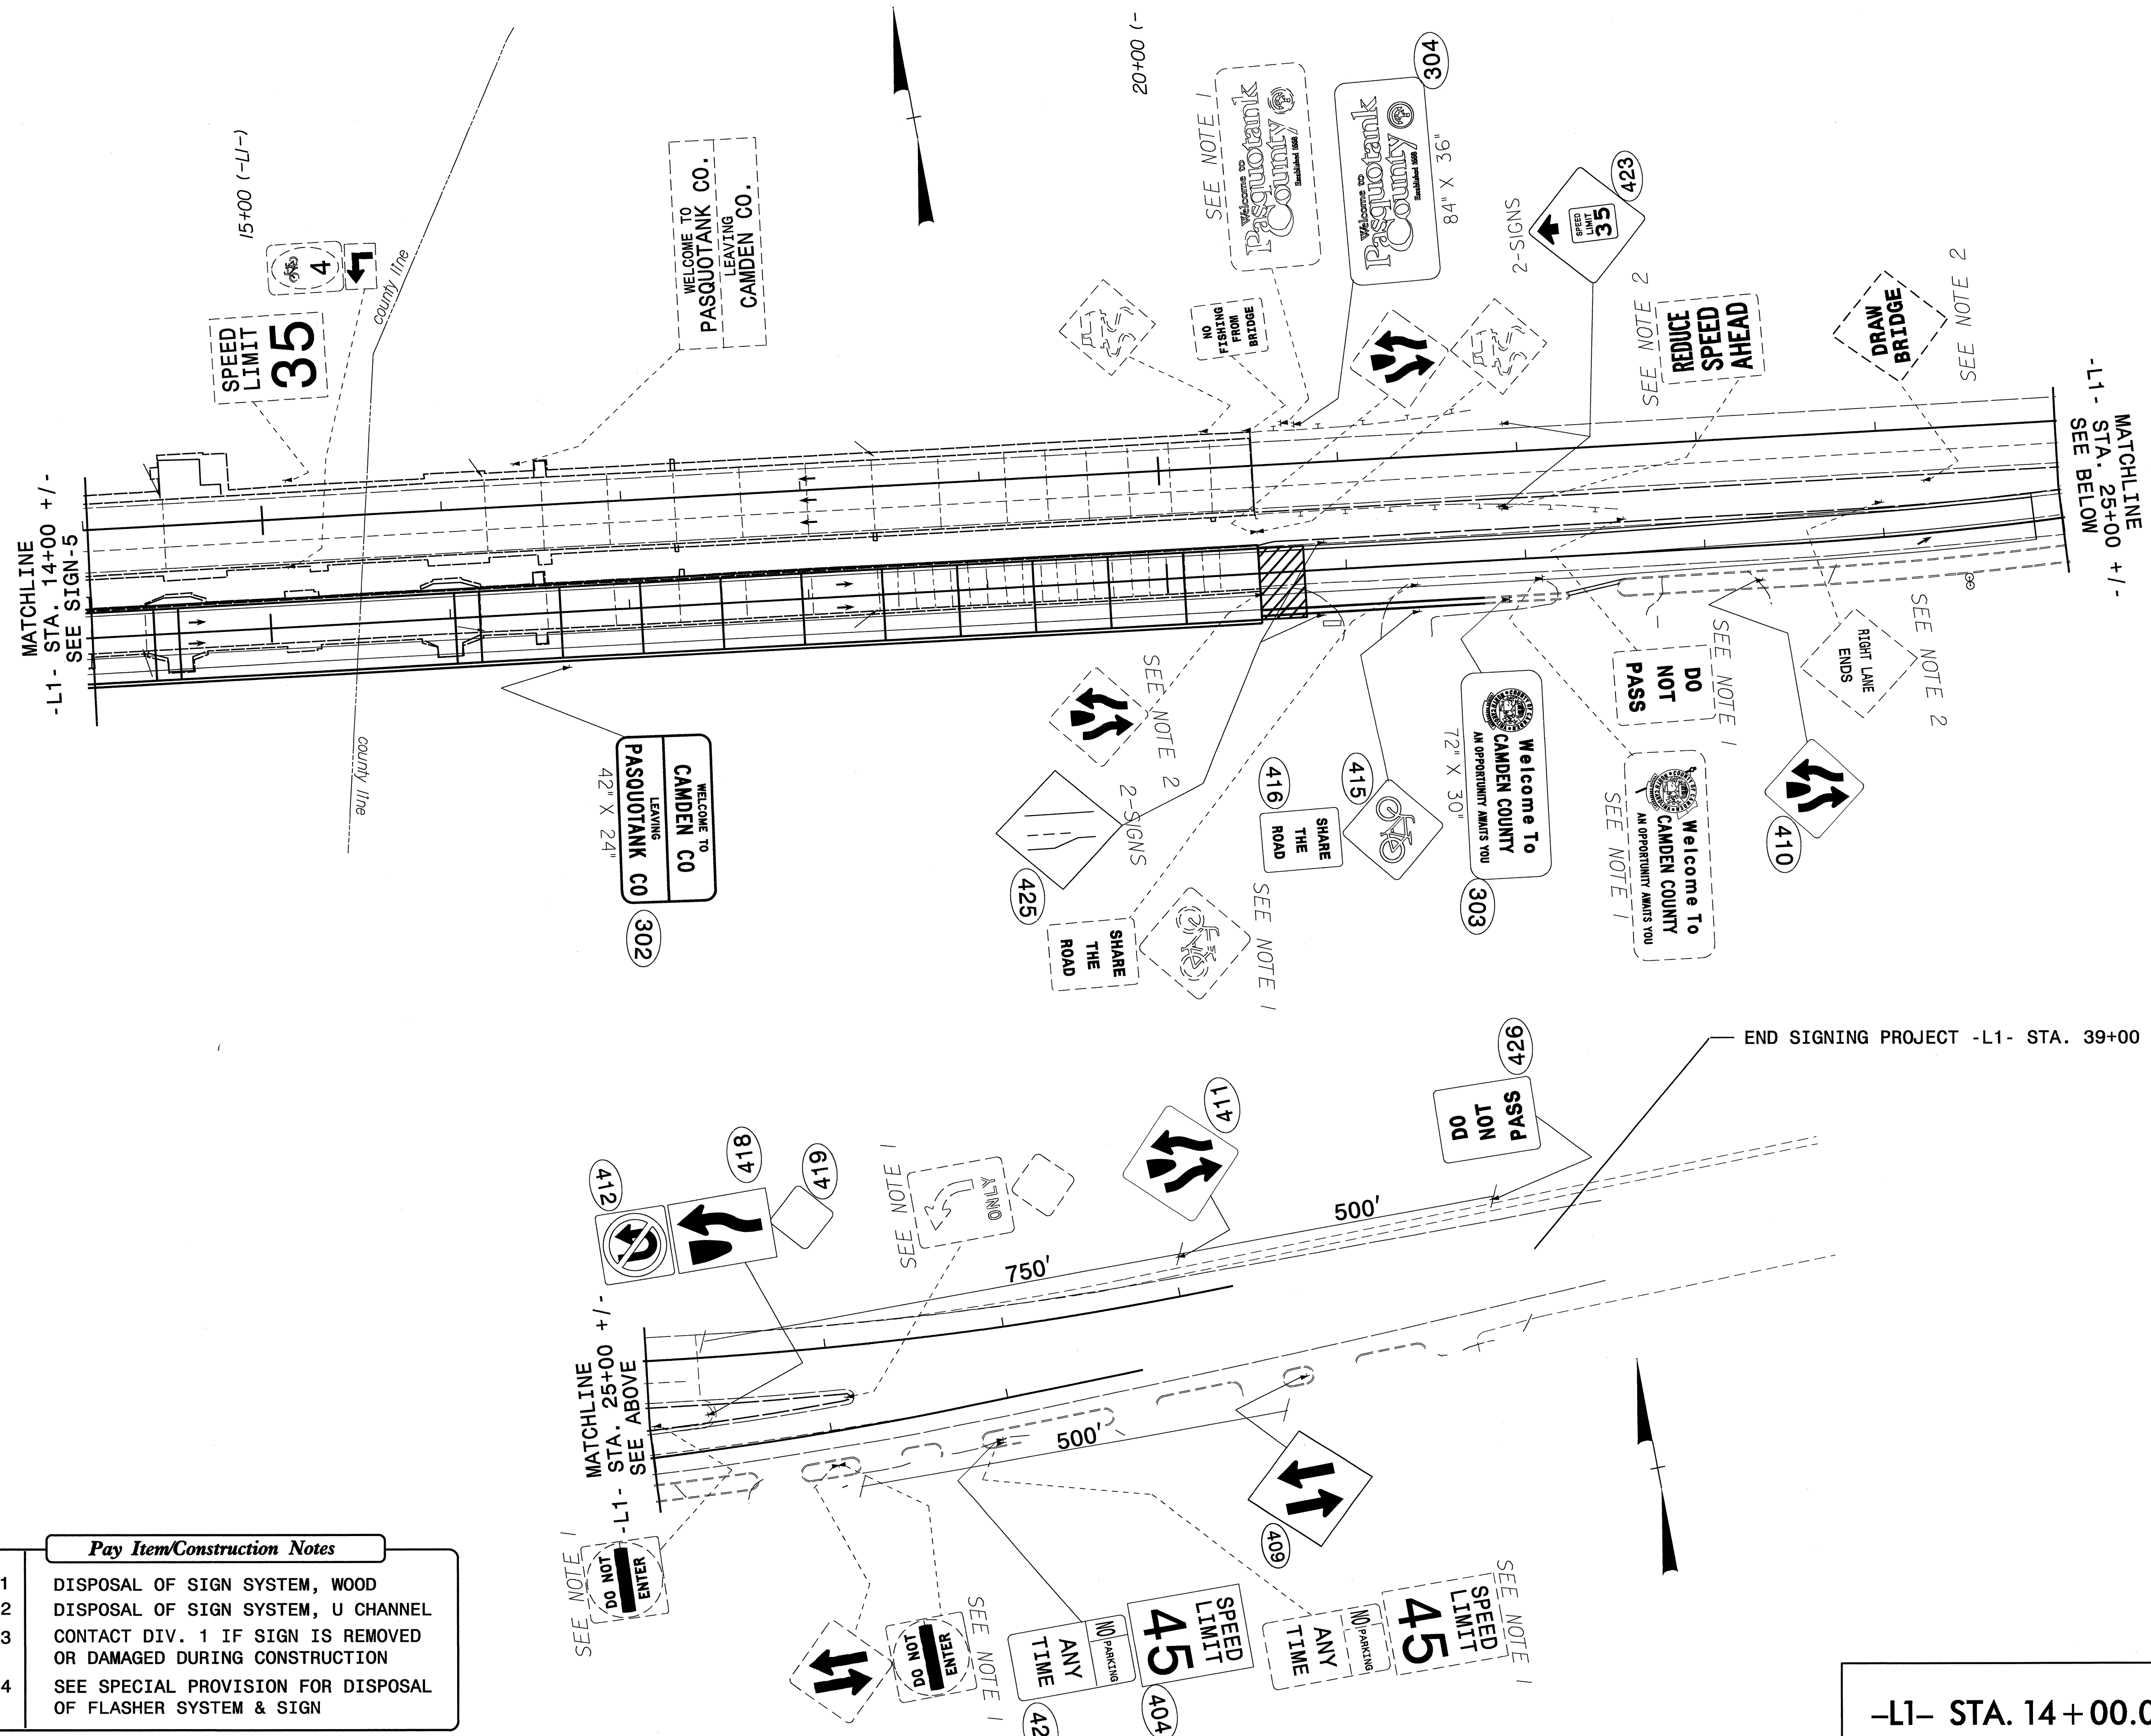 20+00 (-
15+00 (-L1-)
county line
4
SPEED
LIMIT
35
WELCOME TO
PASQUOTANK CO.
LEAVING
CAMDEN CO.
SEE NOTE 1
Welcome to
Pasquotank
County
Established 1668
304
Welcome to
Pasquotank
County
Established 1668
84" X 36"
NO
FISHING
FROM
BRIDGE
2-SIGNS
423
SPEED
LIMIT
35
SEE NOTE 2
REDUCE
SPEED
AHEAD
DRAW
BRIDGE
SEE NOTE 2
MATCHLINE
-L1- STA. 25+00 +/-
SEE BELOW
MATCHLINE
-L1- STA. 14+00 +/-
SEE SIGN-5
county line
WELCOME TO
CAMDEN CO
LEAVING
PASQUOTANK CO
42" X 24"
302
SEE NOTE 2
2-SIGNS
425
SHARE
THE
ROAD
SEE NOTE 1
416
SHARE
THE
ROAD
415
Welcome To
CAMDEN COUNTY
AN OPPORTUNITY AWAITS YOU
72" X 30"
303
DO
NOT
PASS
SEE NOTE 1
Welcome To
CAMDEN COUNTY
AN OPPORTUNITY AWAITS YOU
SEE NOTE 1
RIGHT LANE
ENDS
SEE NOTE 2
410
END SIGNING PROJECT -L1- STA. 39+00
412
418
419
SEE NOTE 1
ONLY
411
426
DO
NOT
PASS
750'
500'
500'
MATCHLINE
-L1- STA. 25+00 +/-
SEE ABOVE
SEE NOTE 1
DO NOT
ENTER
DO NOT
ENTER
SEE NOTE 1
NO PARKING
ANY
TIME
42
SPEED
LIMIT
45
404
409
NO PARKING
ANY
TIME
SPEED
LIMIT
45
SEE NOTE 1
Pay Item/Construction Notes
1 DISPOSAL OF SIGN SYSTEM, WOOD
2 DISPOSAL OF SIGN SYSTEM, U CHANNEL
3 CONTACT DIV. 1 IF SIGN IS REMOVED
OR DAMAGED DURING CONSTRUCTION
4 SEE SPECIAL PROVISION FOR DISPOSAL
OF FLASHER SYSTEM & SIGN
-L1- STA. 14+00.0